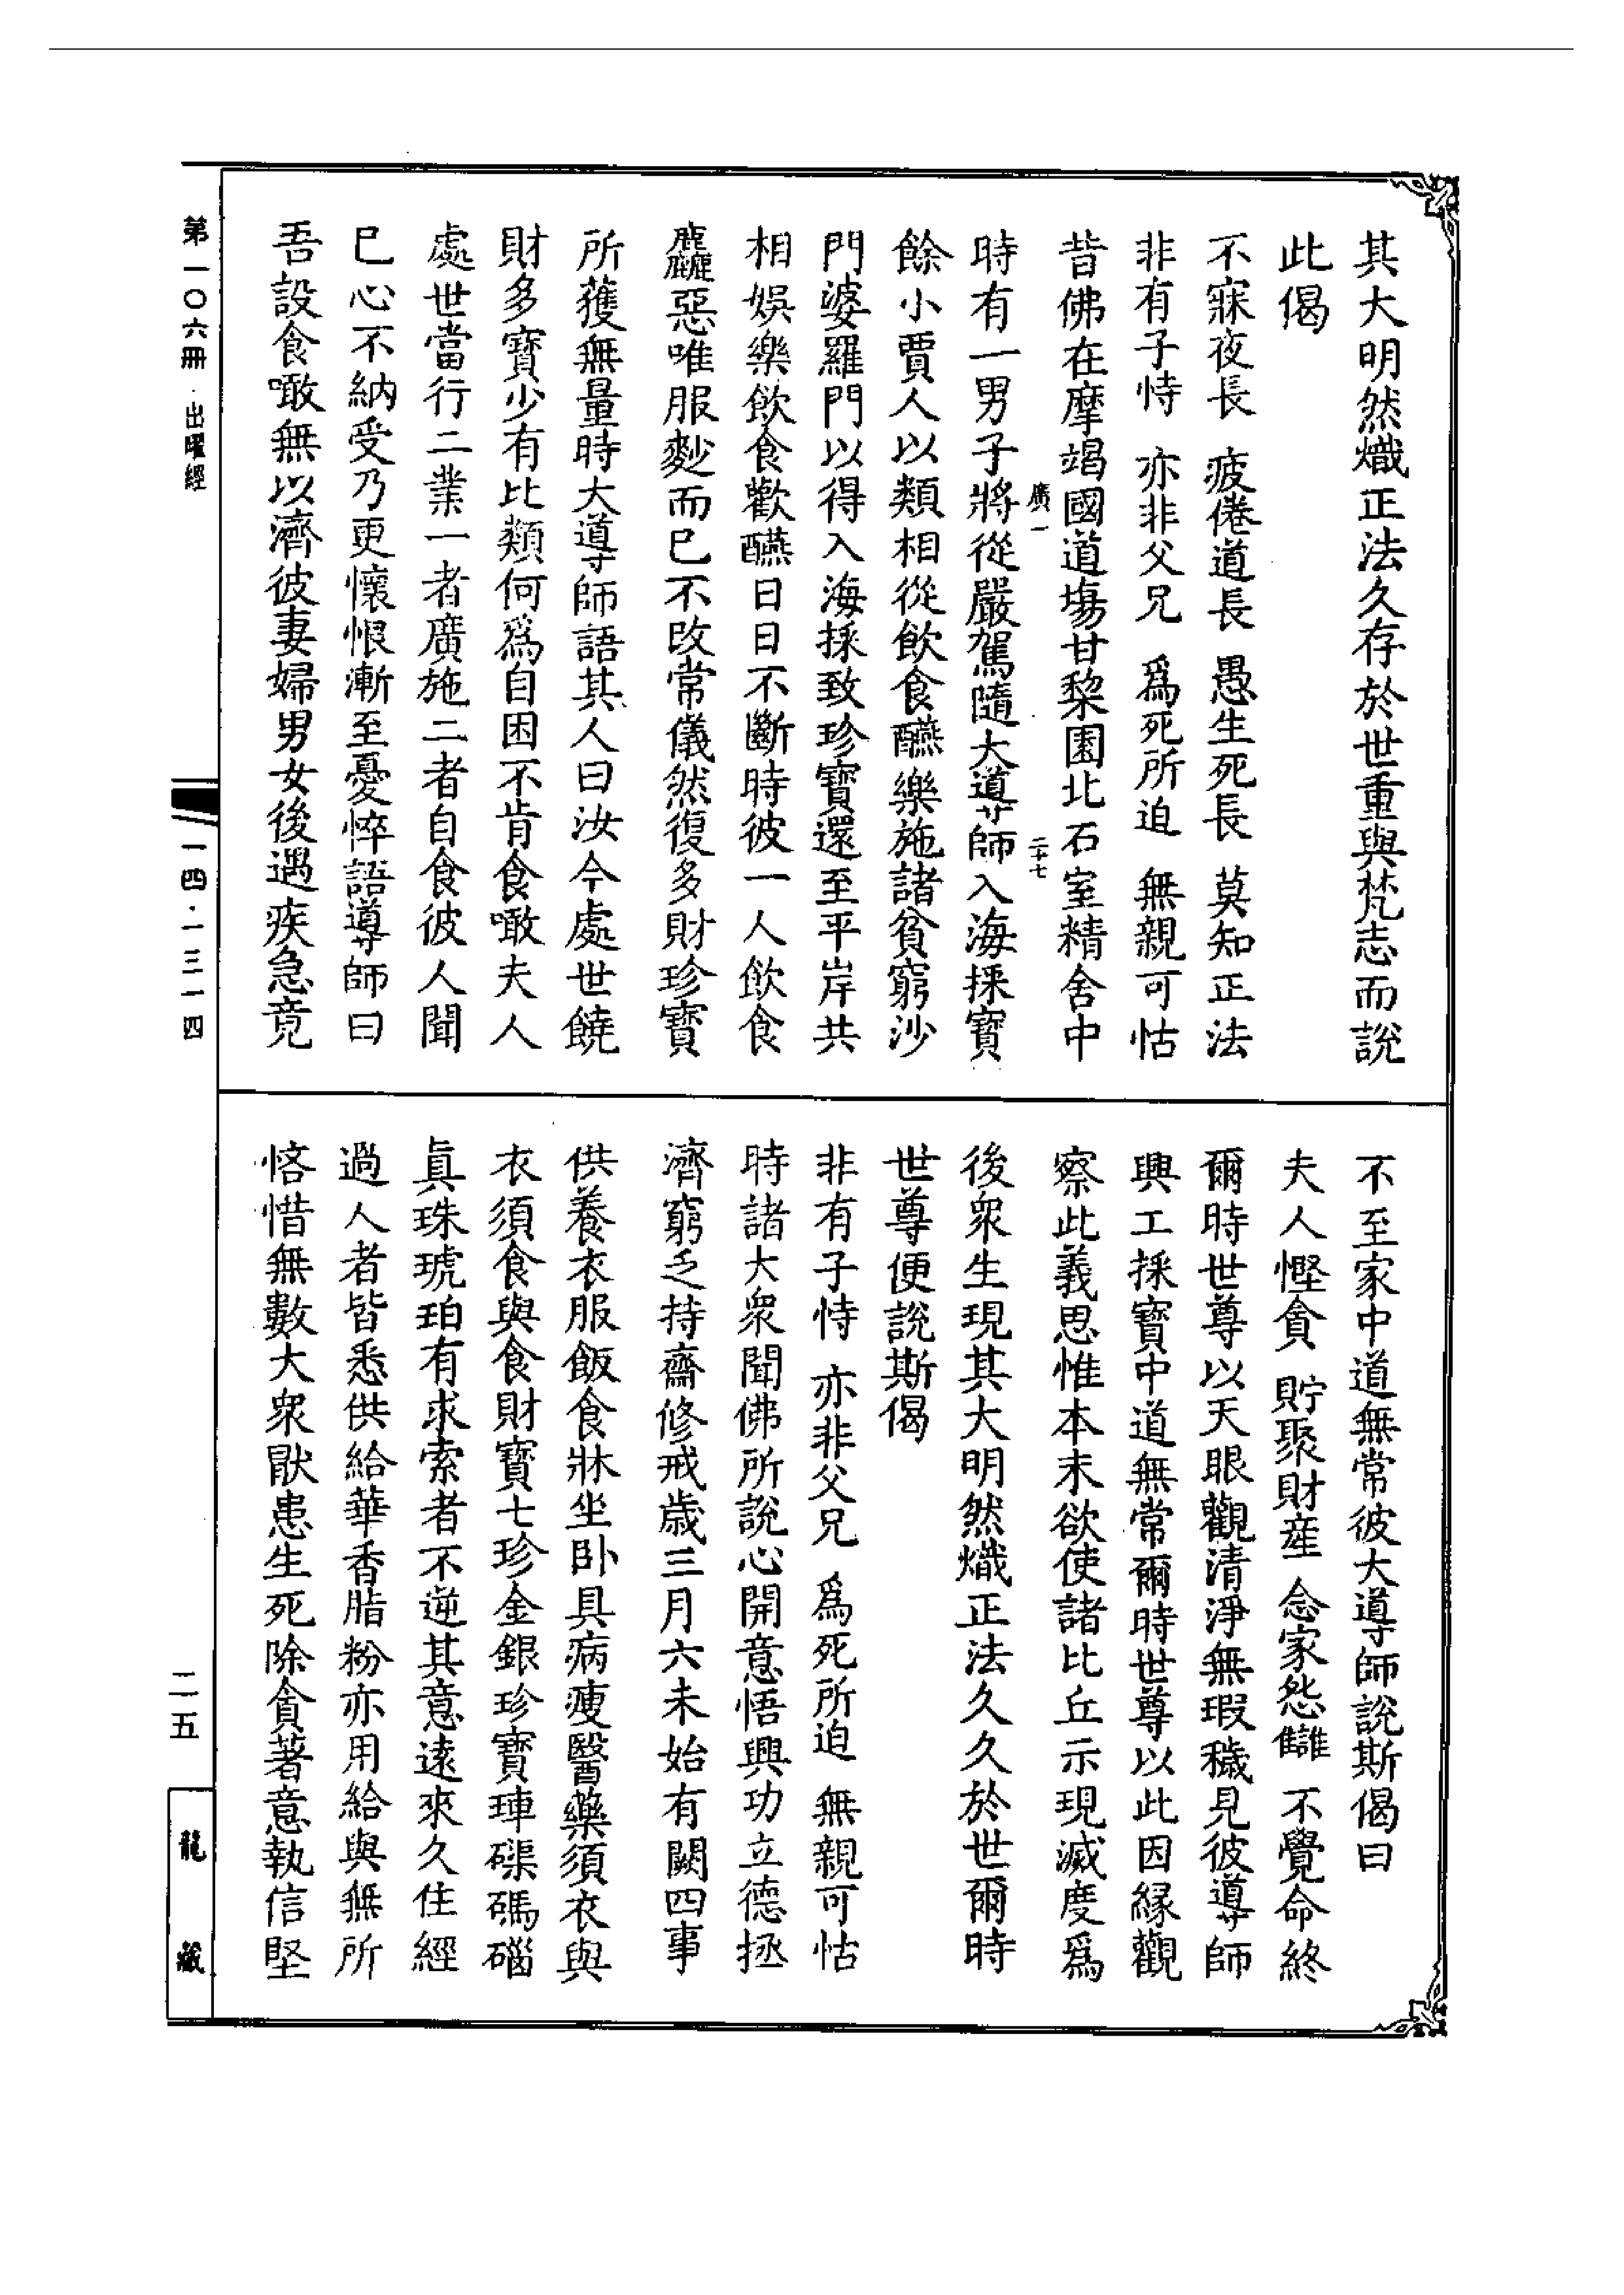 其大明然熾正法久存於世重與梵志而說
此偈
不寐夜長　疲倦道長　愚生死長　莫知正法
非有子恃　亦非父兄　爲死所迫　無親可怙
昔佛在摩竭國道場甘棃園北石室精舍中
廣一　二十七
時有一男子將從嚴駕隨大導師入海採寶
餘小賈人以類相從飲食醼樂施諸貧窮沙
門婆羅門以得入海採致珍寶還至平岸共
相娛樂飲食歡醼日日不斷時彼一人飲食
麤惡唯服麨而已不改常儀然復多財珍寶
所獲無量時大導師語其人曰汝今處世饒
財多寶少有比類何爲自困不肯食噉夫人
處世當行二業一者廣施二者自食彼人聞
已心不納受乃更懷恨漸至憂悴語導師曰
吾設食噉無以濟彼妻婦男女後遇疾急竟
不至家中道無常彼大導師說斯偈曰
夫人慳貪　貯聚財産　念家怨讎　不覺命終
爾時世尊以天眼觀清淨無瑕穢見彼導師
興工採寶中道無常爾時世尊以此因緣觀
察此義思惟本末欲使諸比丘示現滅度爲
後衆生現其大明然熾正法久久於世爾時
世尊便說斯偈
非有子恃　亦非父兄　爲死所迫　無親可怙
時諸大衆聞佛所說心開意悟興功立德拯
濟窮乏持齋修戒歲三月六未始有闕四事
供養衣服飯食牀坐卧具病瘦醫藥須衣與
衣須食與食財寶七珍金銀珍寶硨磲碼碯
眞珠琥珀有求索者不逆其意遠來久住經
過人者皆悉供給華香脂粉亦用給與無所
悋惜無數大衆猒患生死除貪著意執信堅
第一〇六冊·出曜經
一四·一三一四
二五
龍藏